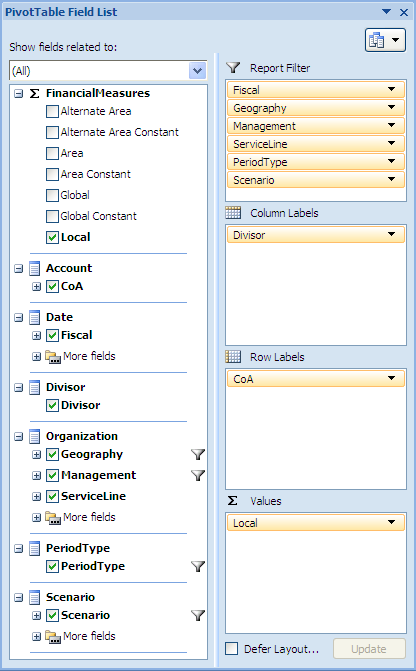 PivotTable Field List
Show fields related to:
(All)
Σ FinancialMeasures
Alternate Area
Alternate Area Constant
Area
Area Constant
Global
Global Constant
Local
Account
CoA
Date
Fiscal
More fields
Divisor
Divisor
Organization
Geography
Management
ServiceLine
More fields
PeriodType
PeriodType
Scenario
Scenario
More fields
Report Filter
Fiscal
Geography
Management
ServiceLine
PeriodType
Scenario
Column Labels
Divisor
Row Labels
CoA
Σ Values
Local
Defer Layout...
Update